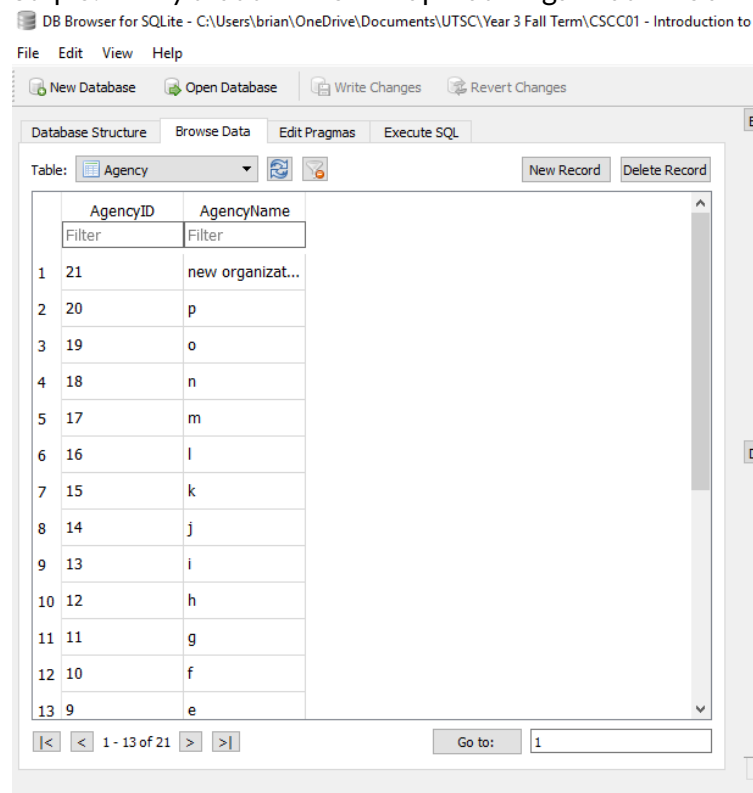 DB Browser for SQLite - C:\Users\brian\OneDrive\Documents\UTSC\Year 3 Fall Term\CSCC01 - Introduction to
File Edit View Help
New Database Open Database Write Changes Revert Changes
Database Structure Browse Data Edit Pragmas Execute SQL
Table: Agency New Record Delete Record
AgencyID AgencyName
Filter Filter
1 21 new organizat...
2 20 p
3 19 o
4 18 n
5 17 m
6 16 l
7 15 k
8 14 j
9 13 i
10 12 h
11 11 g
12 10 f
13 9 e
|< < 1 - 13 of 21 > >| Go to: 1